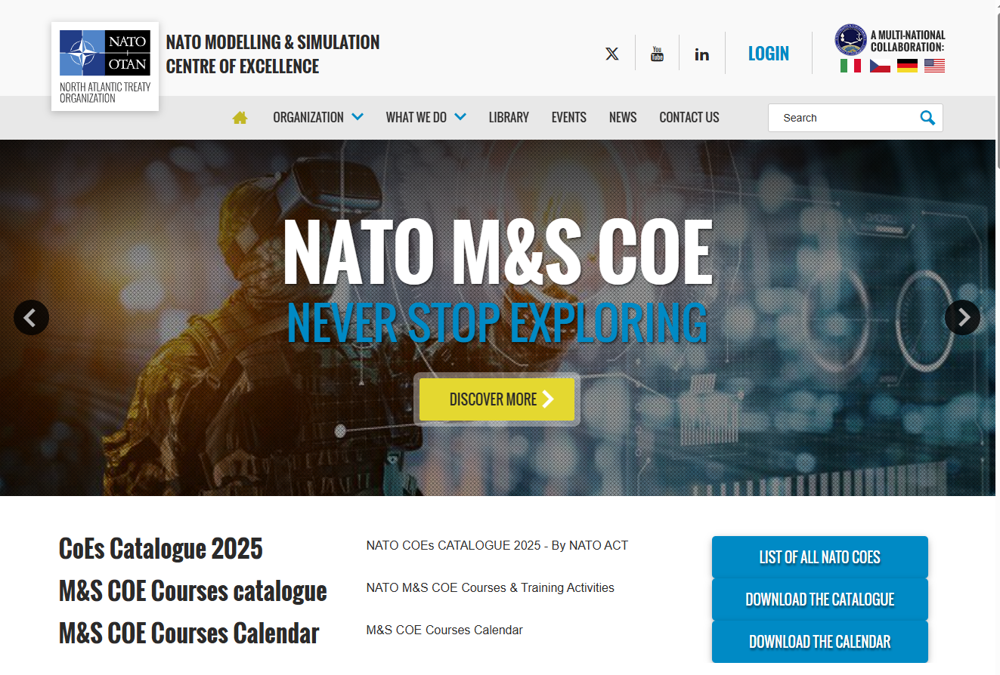 NATO
OTAN
NORTH ATLANTIC TREATY
ORGANIZATION
NATO MODELLING & SIMULATION
CENTRE OF EXCELLENCE
X
You
Tube
in
LOGIN
A MULTI-NATIONAL
COLLABORATION:
ORGANIZATION
WHAT WE DO
LIBRARY
EVENTS
NEWS
CONTACT US
Search
NATO M&S COE
NEVER STOP EXPLORING
DISCOVER MORE
CoEs Catalogue 2025
NATO COEs CATALOGUE 2025 - By NATO ACT
LIST OF ALL NATO COES
M&S COE Courses catalogue
NATO M&S COE Courses & Training Activities
DOWNLOAD THE CATALOGUE
M&S COE Courses Calendar
M&S COE Courses Calendar
DOWNLOAD THE CALENDAR